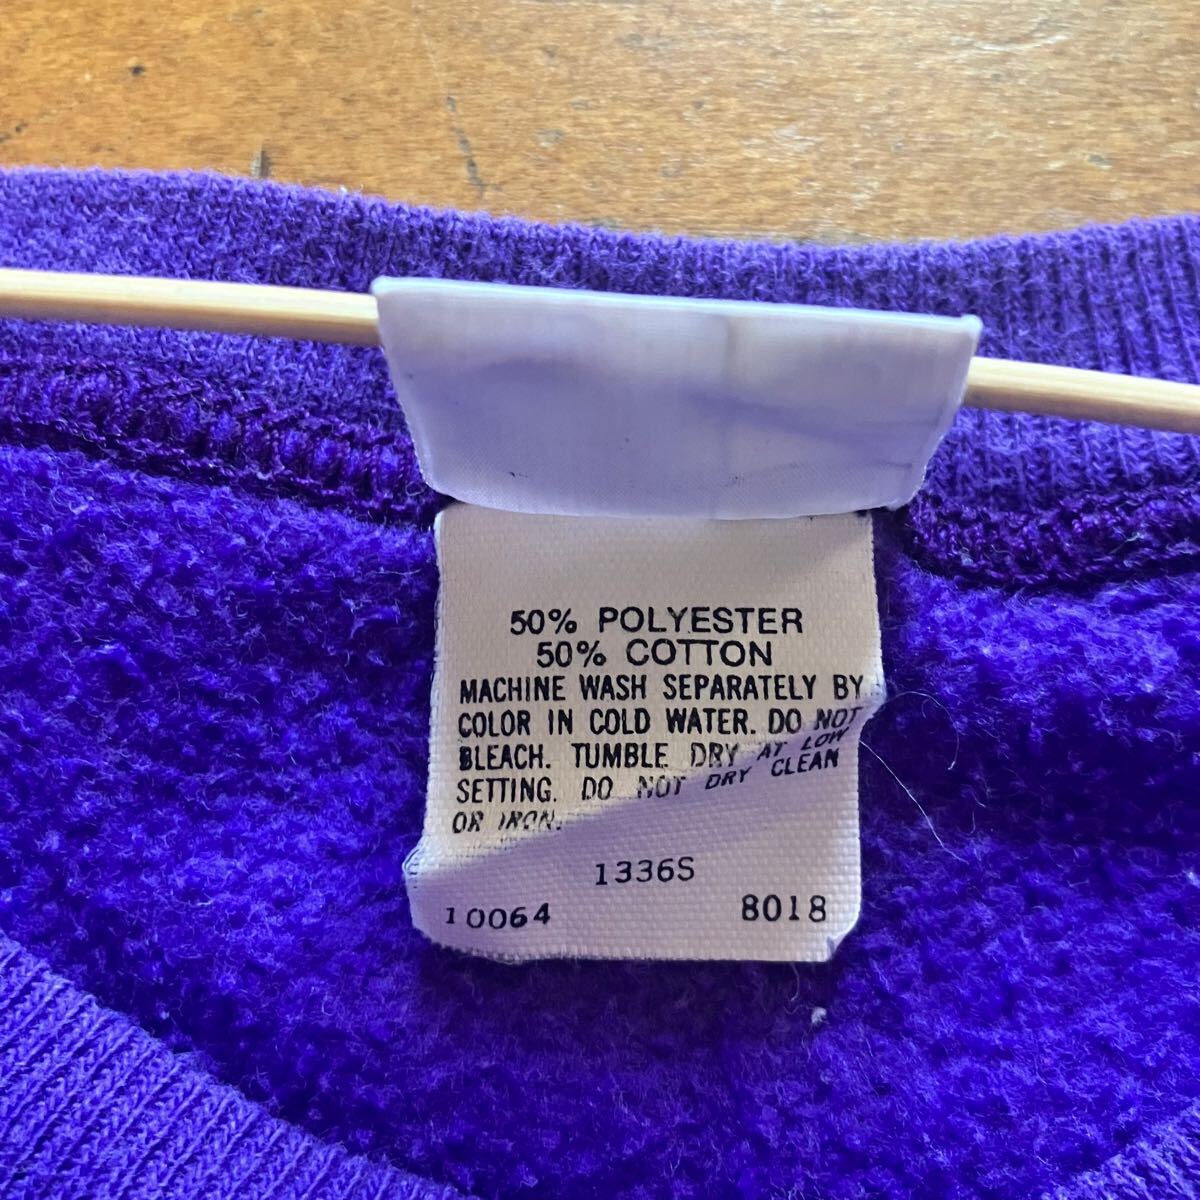 50% POLYESTER
50% COTTON
MACHINE WASH SEPARATELY BY
COLOR IN COLD WATER. DO NOT
BLEACH. TUMBLE DRY AT LOW
SETTING. DO NOT DRY CLEAN
OR IRON.
1336S
10064 8018